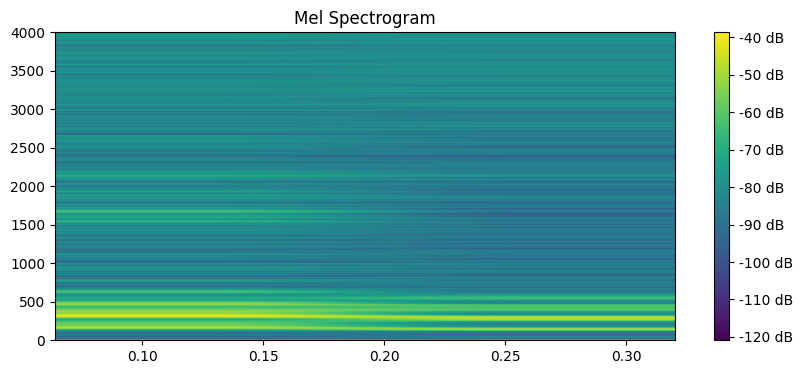 Mel Spectrogram
4000
3500
3000
2500
2000
1500
1000
500
0
0.10 0.15 0.20 0.25 0.30
-40 dB
-50 dB
-60 dB
-70 dB
-80 dB
-90 dB
-100 dB
-110 dB
-120 dB